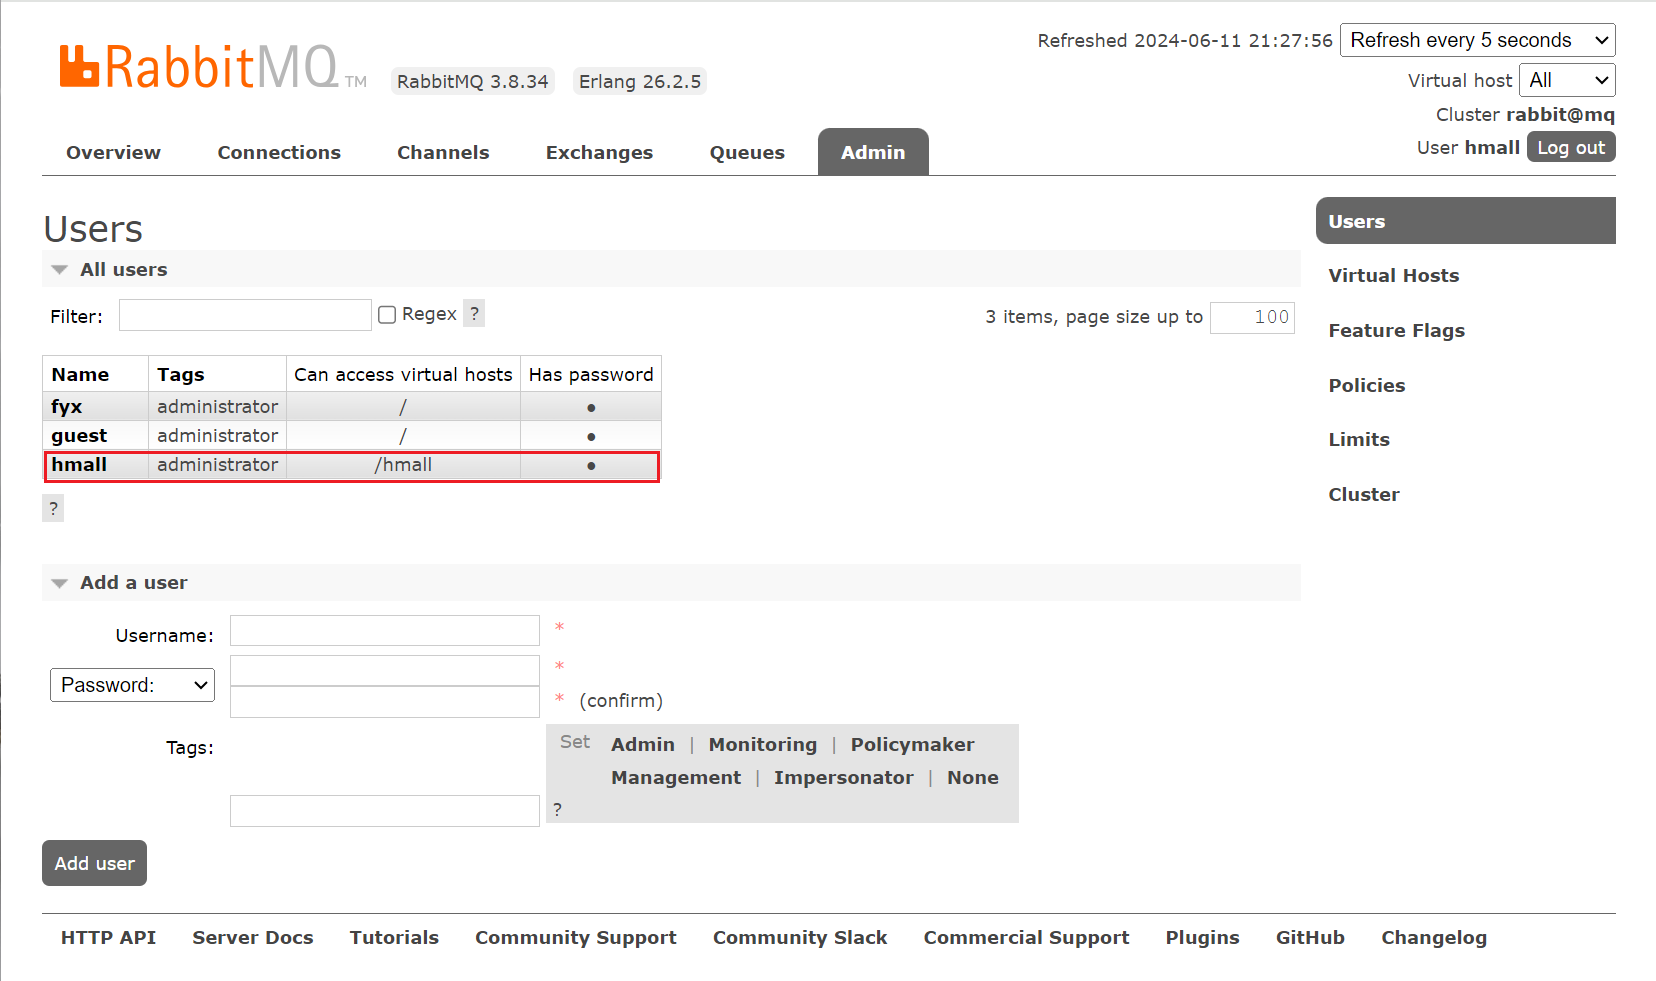 Refreshed 2024-06-11 21:27:56 Refresh every 5 seconds
RabbitMQ TM RabbitMQ 3.8.34 Erlang 26.2.5
Virtual host All
Cluster rabbit@mq
User hmall Log out
Overview Connections Channels Exchanges Queues Admin
Users
All users
Filter: Regex ? 3 items, page size up to 100
Name Tags Can access virtual hosts Has password
fyx administrator / ●
guest administrator / ●
hmall administrator /hmall ●
?
Add a user
Username: *
Password: *
* (confirm)
Tags: Set Admin | Monitoring | Policymaker
Management | Impersonator | None
?
Add user
Users
Virtual Hosts
Feature Flags
Policies
Limits
Cluster
HTTP API Server Docs Tutorials Community Support Community Slack Commercial Support Plugins GitHub Changelog